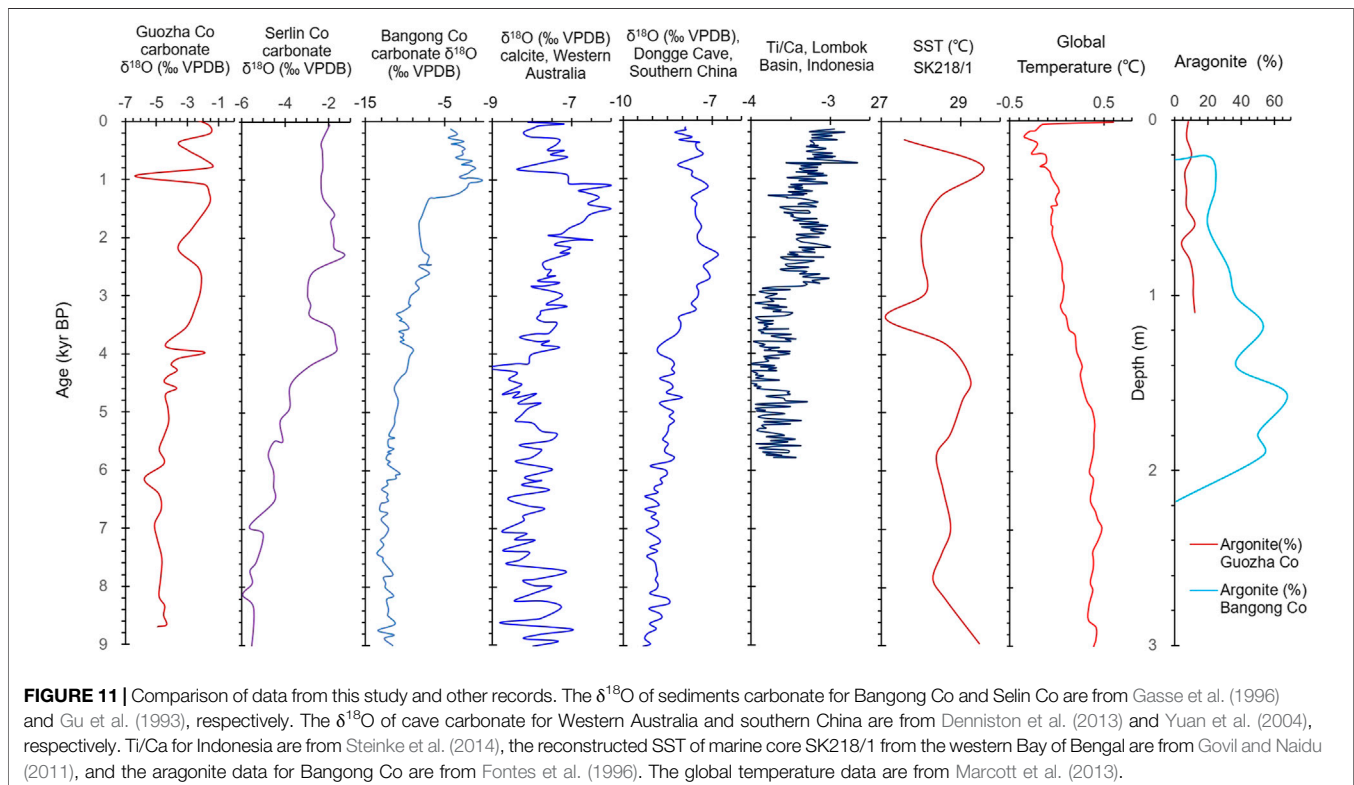 Guozha Co
carbonate
δ18O (‰ VPDB)
Serlin Co
carbonate
δ18O (‰ VPDB)
Bangong Co
carbonate δ18O
(‰ VPDB)
δ18O (‰ VPDB)
calcite, Western
Australia
δ18O (‰ VPDB),
Dongge Cave,
Southern China
Ti/Ca, Lombok
Basin, Indonesia
SST (℃)
SK218/1
Global
Temperature (℃)
Aragonite (%)
-7 -5 -3 -1
-6 -4 -2
-15 -5
-9 -7
-10 -10 -7
-4 -3
27 29
-0.5 0.5
0 20 40 60
Age (kyr BP)
0
1
2
3
4
5
6
7
8
9
Depth (m)
0
1
2
3
Argonite(%)
Guozha Co
Argonite (%)
Bangong Co
FIGURE 11 | Comparison of data from this study and other records. The δ18O of sediments carbonate for Bangong Co and Selin Co are from Gasse et al. (1996)
and Gu et al. (1993), respectively. The δ18O of cave carbonate for Western Australia and southern China are from Denniston et al. (2013) and Yuan et al. (2004),
respectively. Ti/Ca for Indonesia are from Steinke et al. (2014), the reconstructed SST of marine core SK218/1 from the western Bay of Bengal are from Govil and Naidu
(2011), and the aragonite data for Bangong Co are from Fontes et al. (1996). The global temperature data are from Marcott et al. (2013).